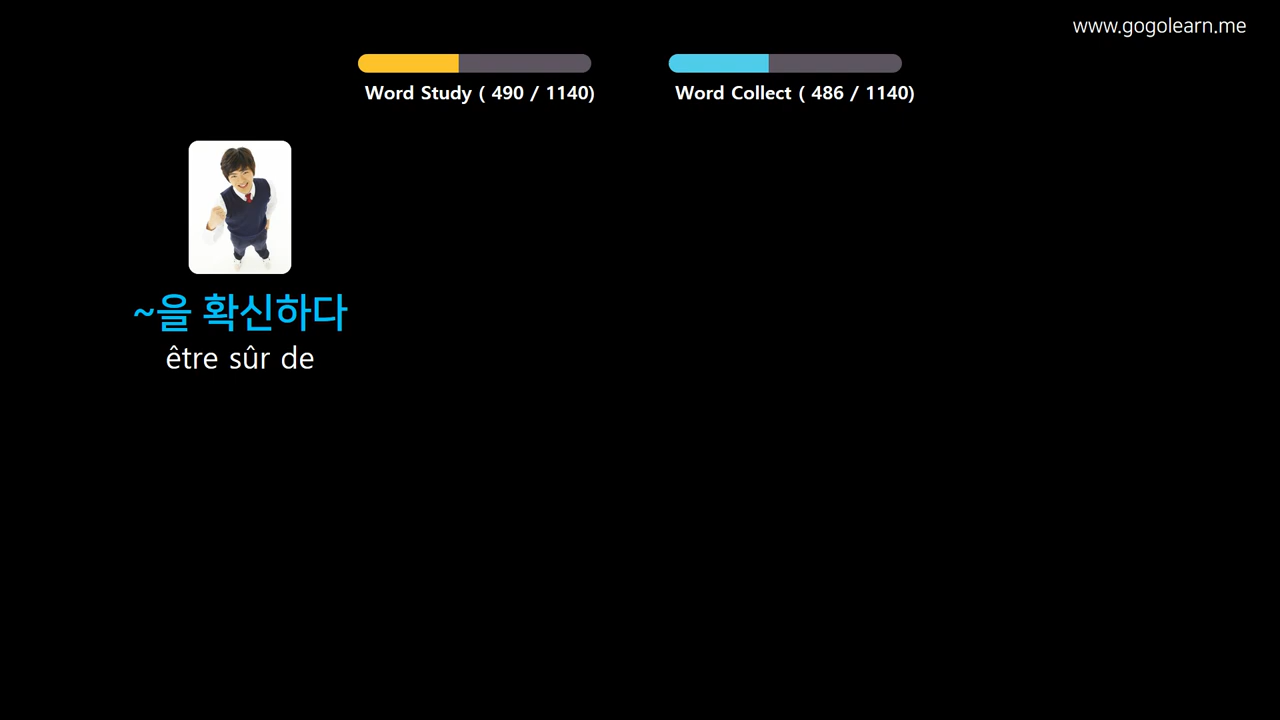 www.gogolearn.me
Word Study ( 490 / 1140)
Word Collect ( 486 / 1140)
~을 확신하다
être sûr de